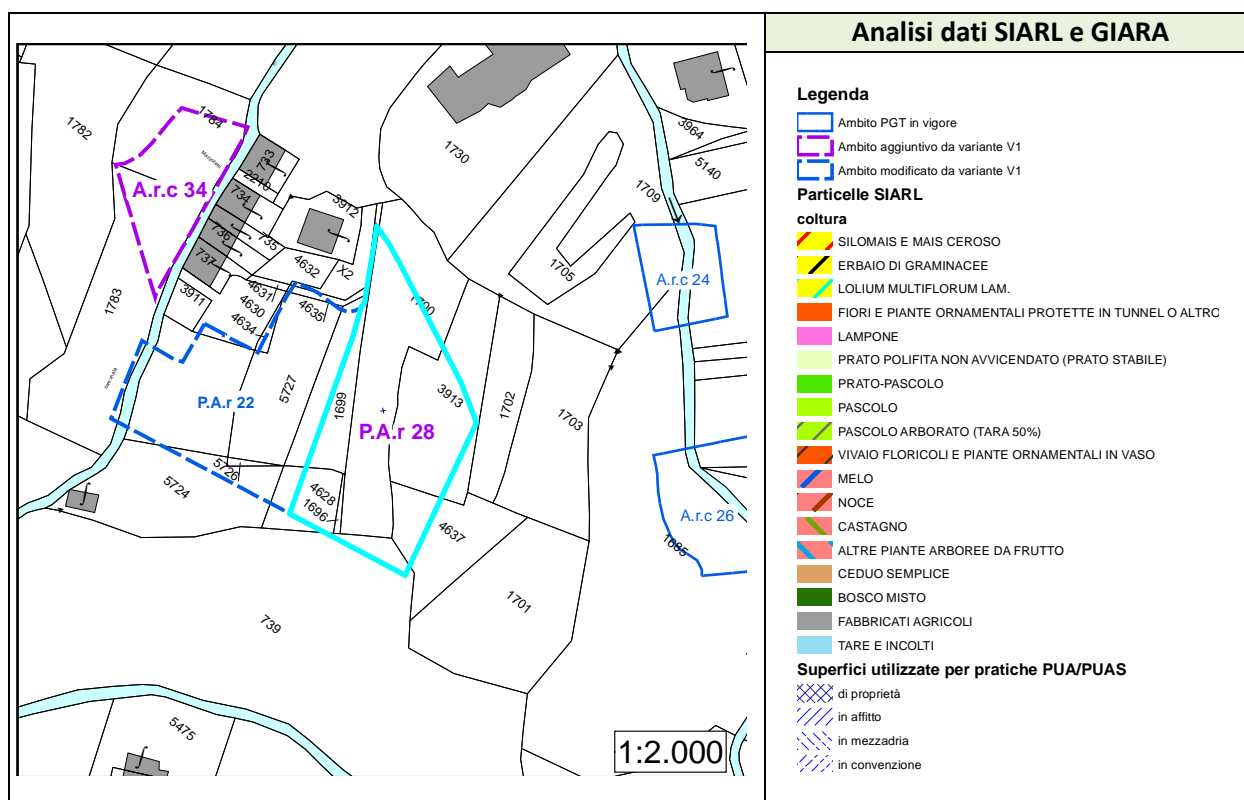 Analisi dati SIARL e GIARA
Legenda
Ambito PGT in vigore
Ambito aggiuntivo da variante V1
Ambito modificato da variante V1
Particelle SIARL
coltura
SILOMAIS E MAIS CEROSO
ERBAIO DI GRAMINACEE
LOLIUM MULTIFLORUM LAM.
FIORI E PIANTE ORNAMENTALI PROTETTE IN TUNNEL O ALTRO
LAMPONE
PRATO POLIFITA NON AVVICENDATO (PRATO STABILE)
PRATO-PASCOLO
PASCOLO
PASCOLO ARBORATO (TARA 50%)
VIVAIO FLORICOLI E PIANTE ORNAMENTALI IN VASO
MELO
NOCE
CASTAGNO
ALTRE PIANTE ARBOREE DA FRUTTO
CEDUO SEMPLICE
BOSCO MISTO
FABBRICATI AGRICOLI
TARE E INCOLTI
Superfici utilizzate per pratiche PUA/PUAS
di proprietà
in affitto
in mezzadria
in convenzione
1782
1784
1730
3964
5140
733
2210
A.r.c 34
734
3912
1709
736
735
737
4632
X2
1705
A.r.c 24
1783
3911
4631
4630
4634
4635
1700
3913
P.A.r 22
5727
1699
1702
1703
P.A.r 28
5724
5726
4628
1696
4637
A.r.c 26
1685
1701
739
5475
1:2.000